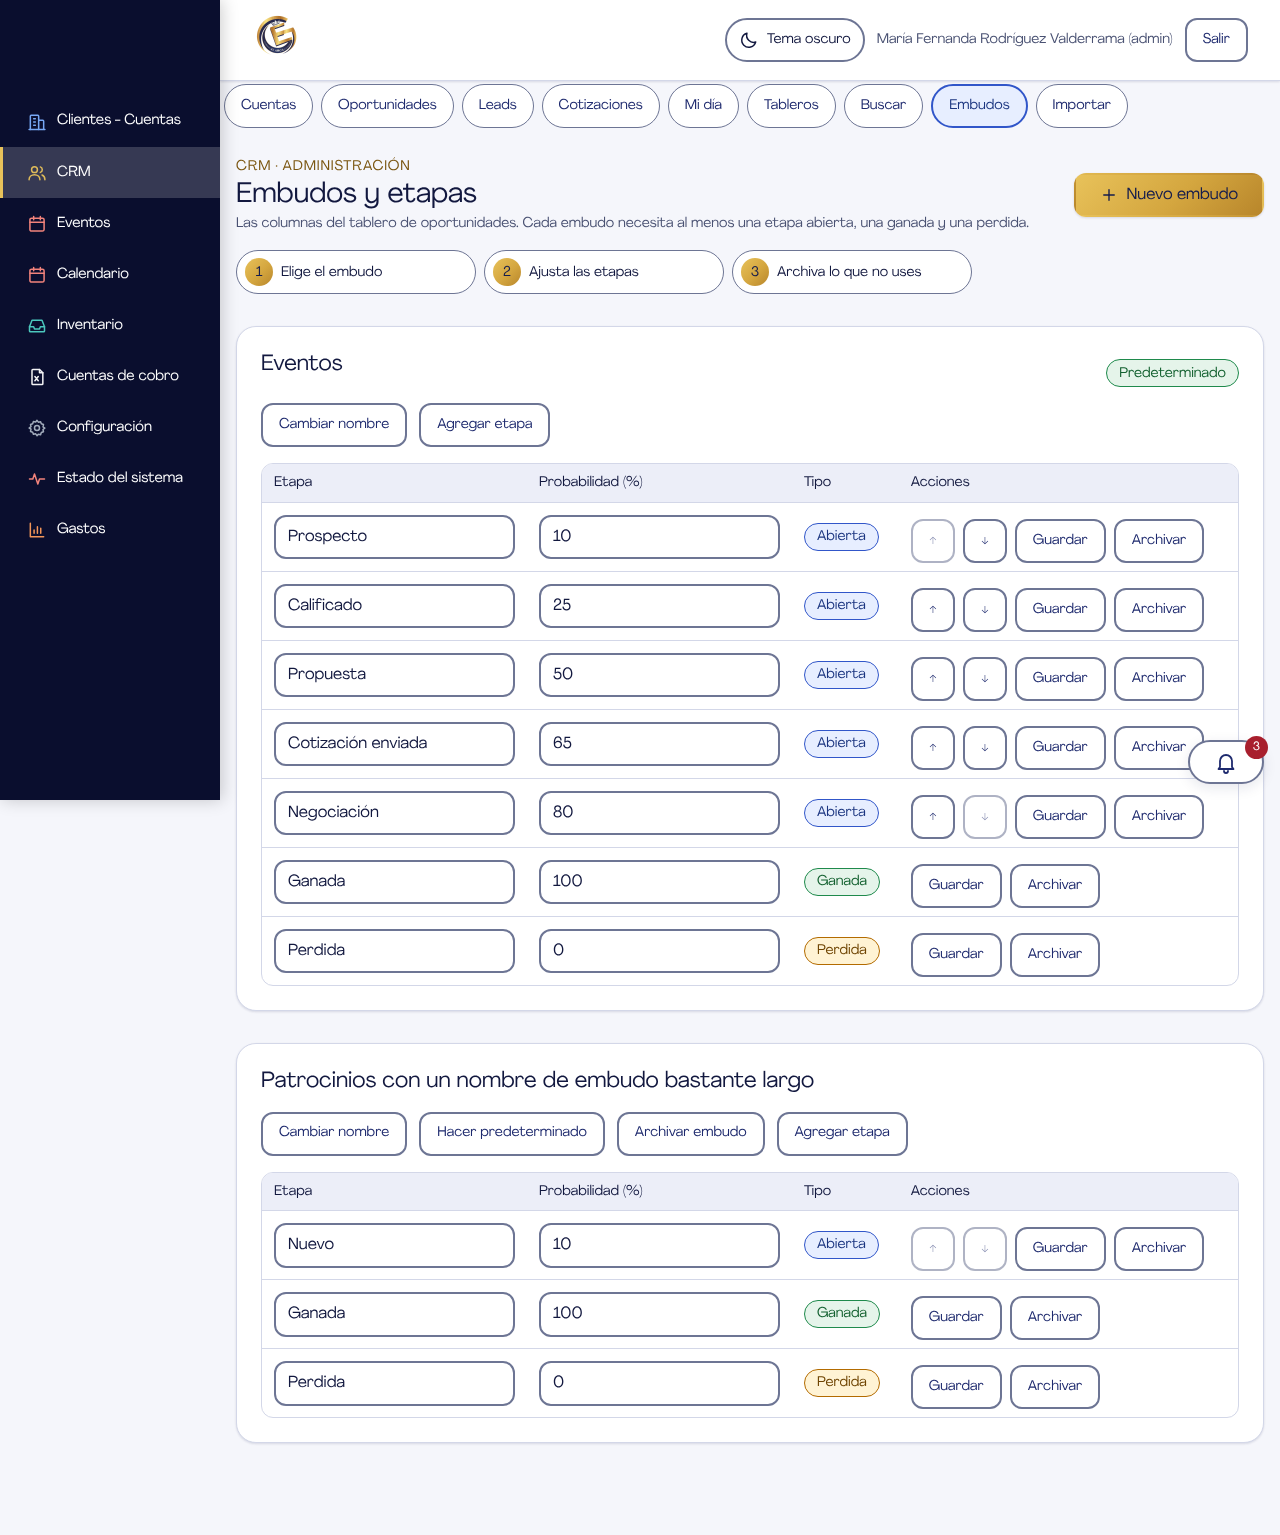 Tema oscuro
María Fernanda Rodríguez Valderrama (admin)
Salir
Clientes - Cuentas
CRM
Eventos
Calendario
Inventario
Cuentas de cobro
Configuración
Estado del sistema
Gastos
Cuentas
Oportunidades
Leads
Cotizaciones
Mi día
Tableros
Buscar
Embudos
Importar
CRM · ADMINISTRACIÓN
Embudos y etapas
Las columnas del tablero de oportunidades. Cada embudo necesita al menos una etapa abierta, una ganada y una perdida.
+ Nuevo embudo
1 Elige el embudo
2 Ajusta las etapas
3 Archiva lo que no uses
Eventos
Predeterminado
Cambiar nombre
Agregar etapa
Etapa Probabilidad (%) Tipo Acciones
Prospecto 10 Abierta ↑ ↓ Guardar Archivar
Calificado 25 Abierta ↑ ↓ Guardar Archivar
Propuesta 50 Abierta ↑ ↓ Guardar Archivar
Cotización enviada 65 Abierta ↑ ↓ Guardar Archivar
3
Negociación 80 Abierta ↑ ↓ Guardar Archivar
Ganada 100 Ganada Guardar Archivar
Perdida 0 Perdida Guardar Archivar
Patrocinios con un nombre de embudo bastante largo
Cambiar nombre
Hacer predeterminado
Archivar embudo
Agregar etapa
Etapa Probabilidad (%) Tipo Acciones
Nuevo 10 Abierta ↑ ↓ Guardar Archivar
Ganada 100 Ganada Guardar Archivar
Perdida 0 Perdida Guardar Archivar